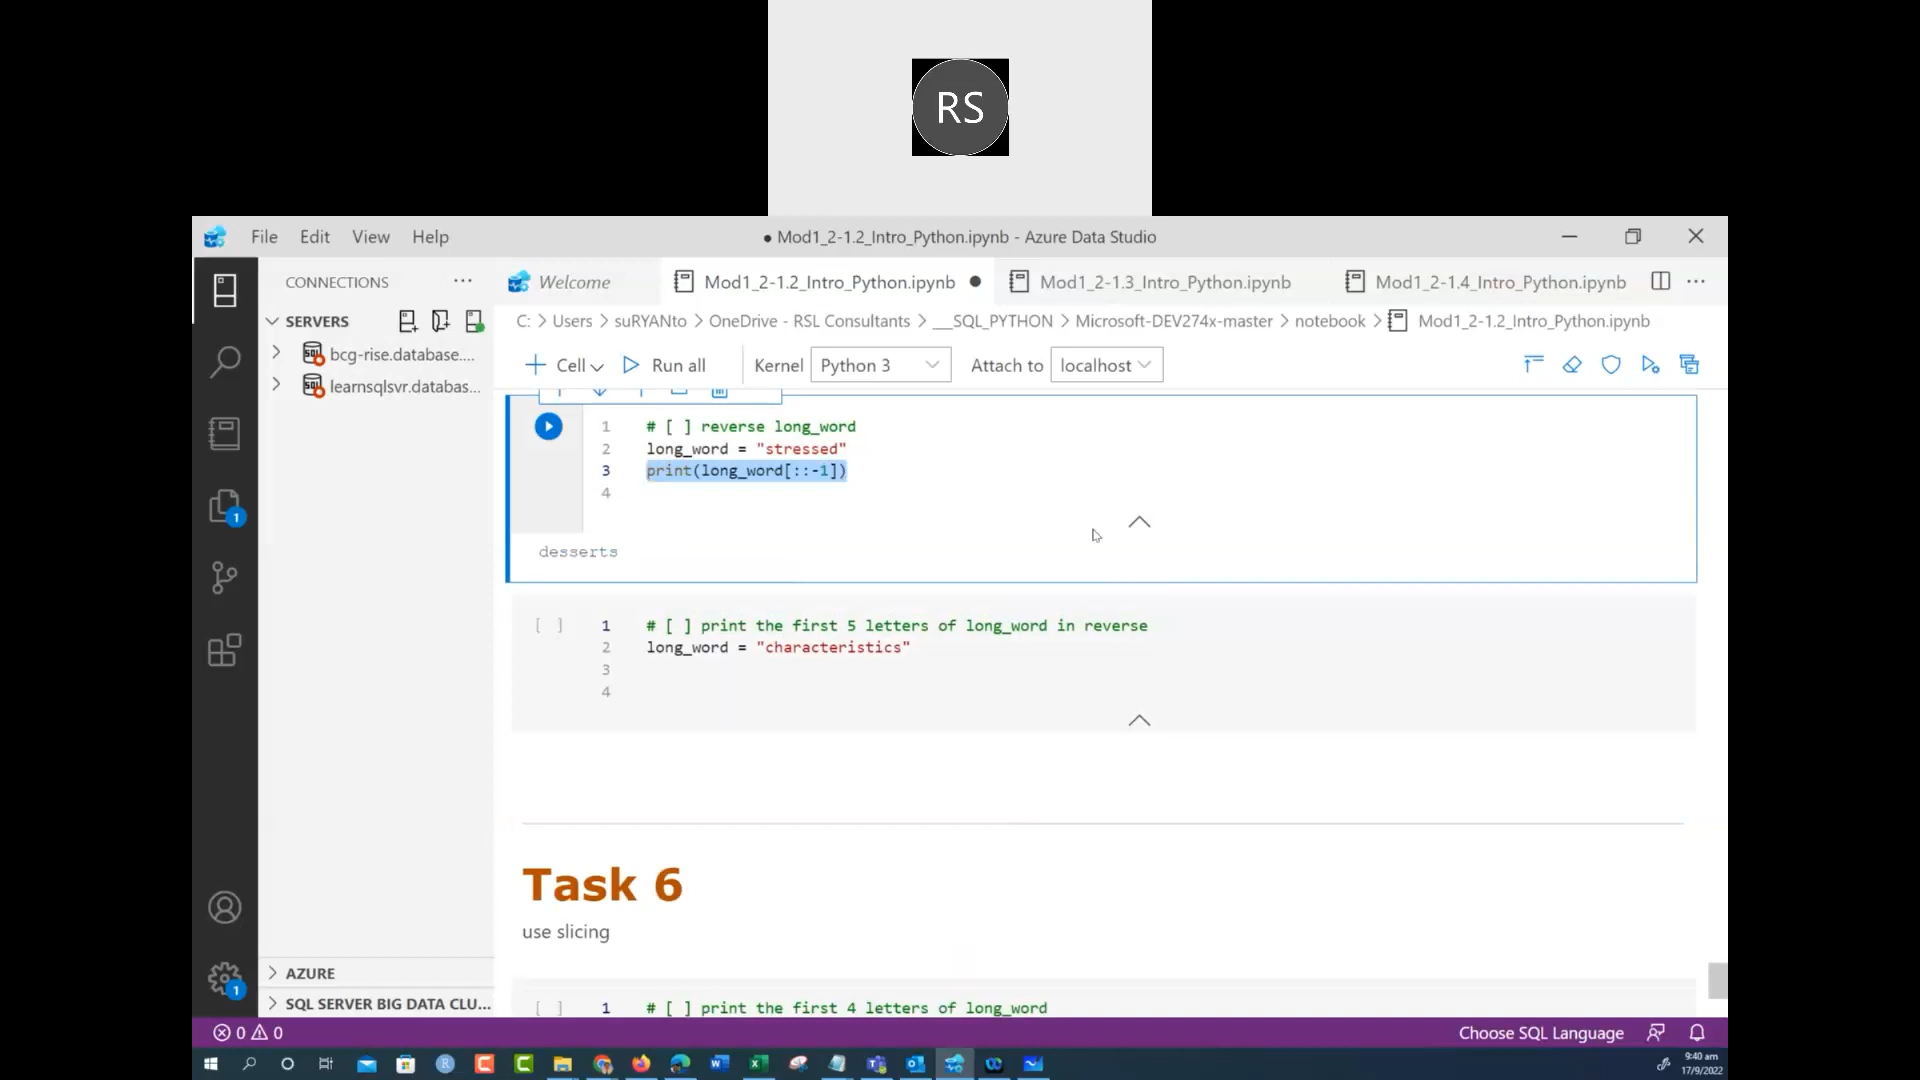 RS
File Edit View Help
● Mod1_2-1.2_Intro_Python.ipynb - Azure Data Studio
CONNECTIONS ...
Welcome
Mod1_2-1.2_Intro_Python.ipynb ●
Mod1_2-1.3_Intro_Python.ipynb
Mod1_2-1.4_Intro_Python.ipynb
SERVERS
bcg-rise.database....
learnsqlsvr.databas...
C: > Users > suRYANto > OneDrive - RSL Consultants > __SQL_PYTHON > Microsoft-DEV274x-master > notebook > Mod1_2-1.2_Intro_Python.ipynb
Cell Run all Kernel Python 3 Attach to localhost
1 # [ ] reverse long_word
2 long_word = "stressed"
3 print(long_word[::-1])
4
desserts
[ ] 1 # [ ] print the first 5 letters of long_word in reverse
2 long_word = "characteristics"
3
4
Task 6
use slicing
[ ] 1 # [ ] print the first 4 letters of long_word
1
1
AZURE
SQL SERVER BIG DATA CLU...
0 0
Choose SQL Language
9:40 am
17/9/2022